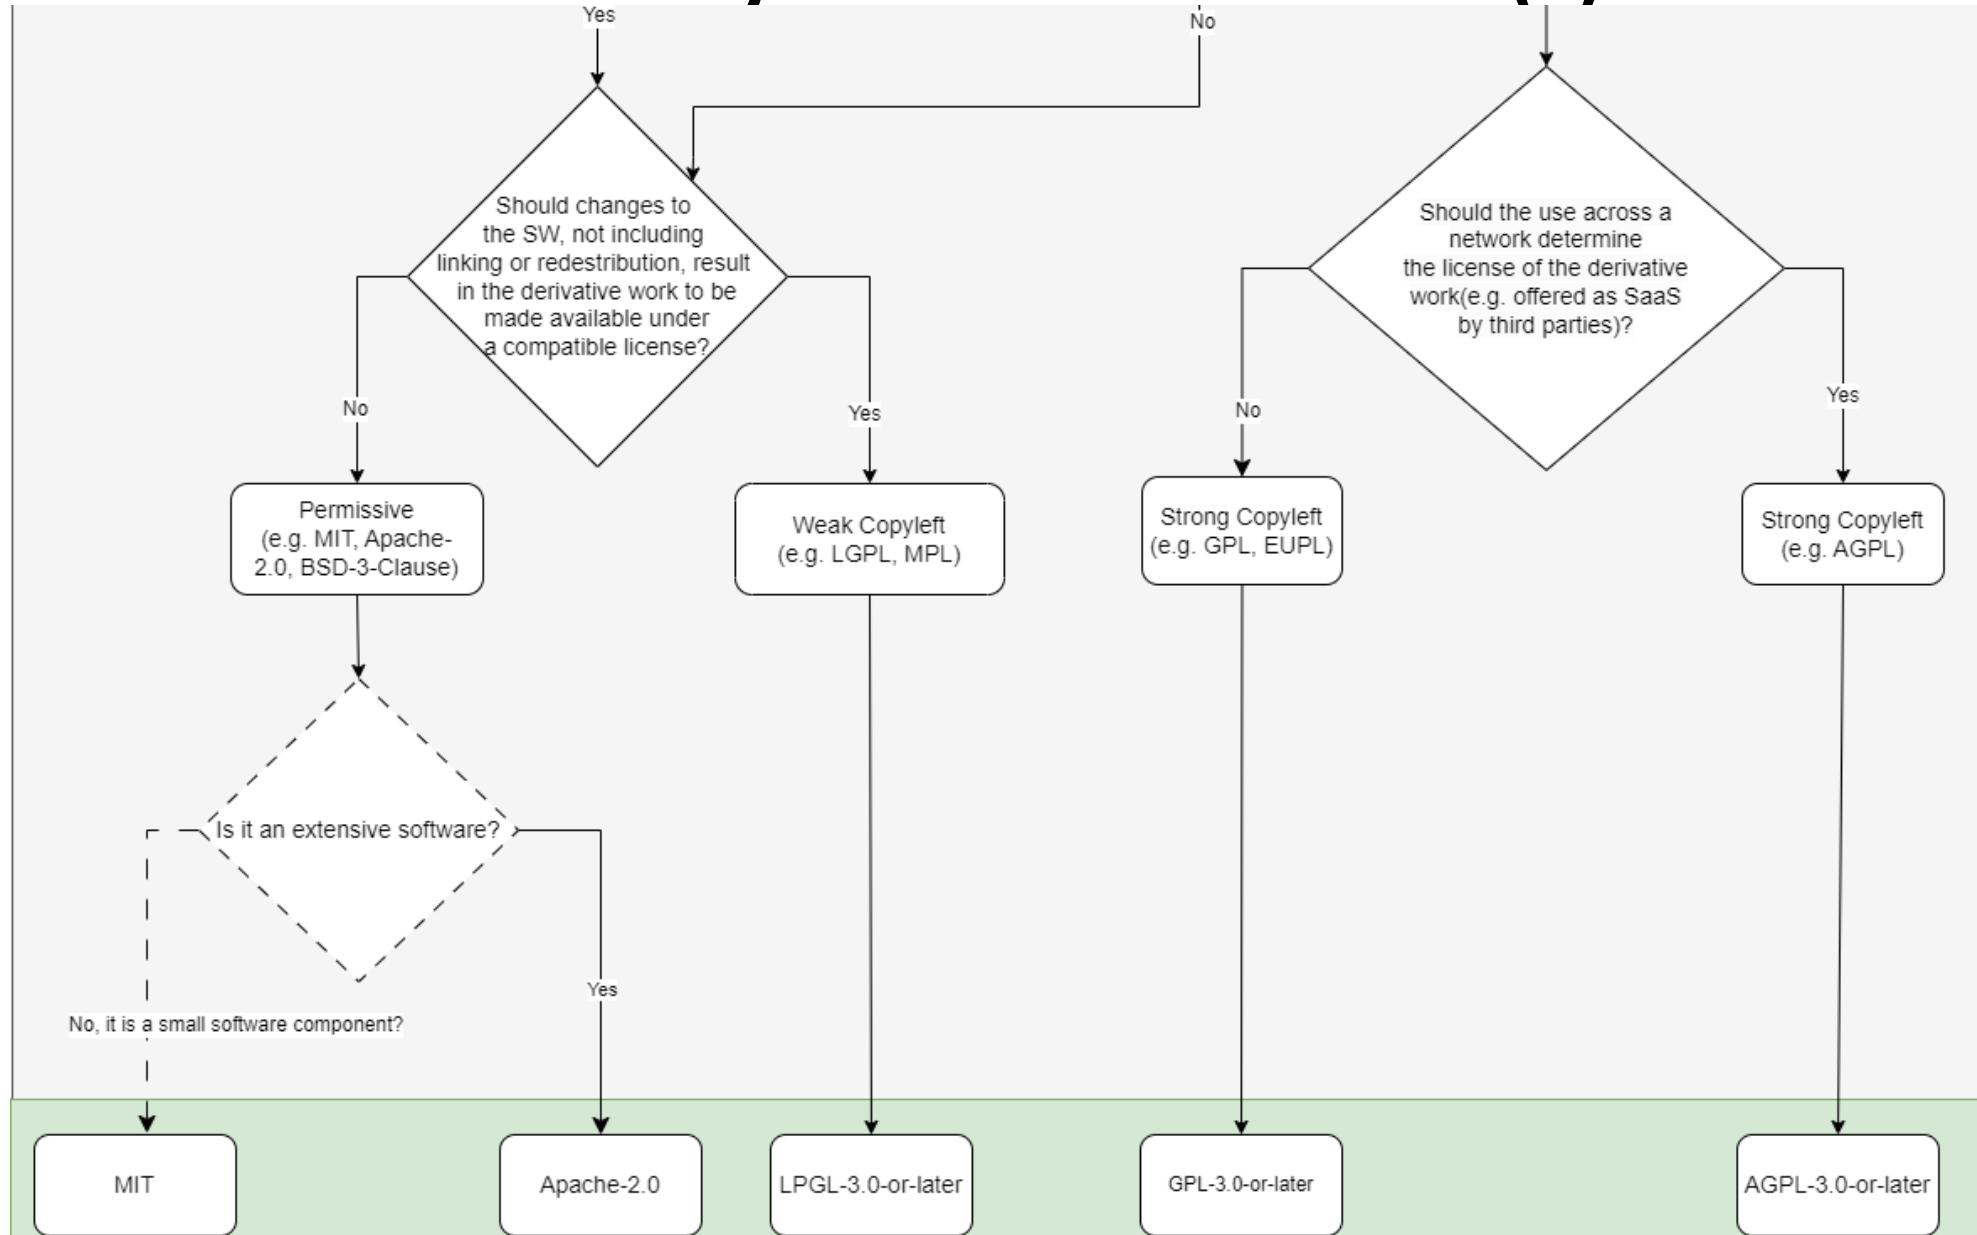 Yes
No
Should changes to
the SW, not including
linking or redestribution, result
in the derivative work to be
made available under
a compatible license?
Should the use across a
network determine
the license of the derivative
work(e.g. offered as SaaS
by third parties)?
No
Yes
No
Yes
Permissive
(e.g. MIT, Apache-
2.0, BSD-3-Clause)
Weak Copyleft
(e.g. LGPL, MPL)
Strong Copyleft
(e.g. GPL, EUPL)
Strong Copyleft
(e.g. AGPL)
Is it an extensive software?
Yes
No, it is a small software component?
MIT
Apache-2.0
LPGL-3.0-or-later
GPL-3.0-or-later
AGPL-3.0-or-later